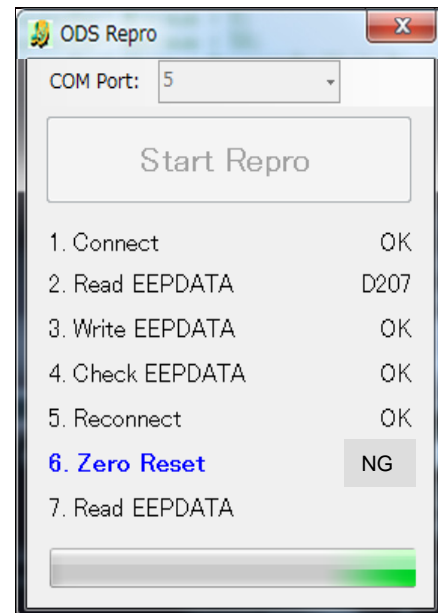 ODS Repro
COM Port: 5
Start Repro
1. Connect OK
2. Read EEPDATA D207
3. Write EEPDATA OK
4. Check EEPDATA OK
5. Reconnect OK
6. Zero Reset NG
7. Read EEPDATA